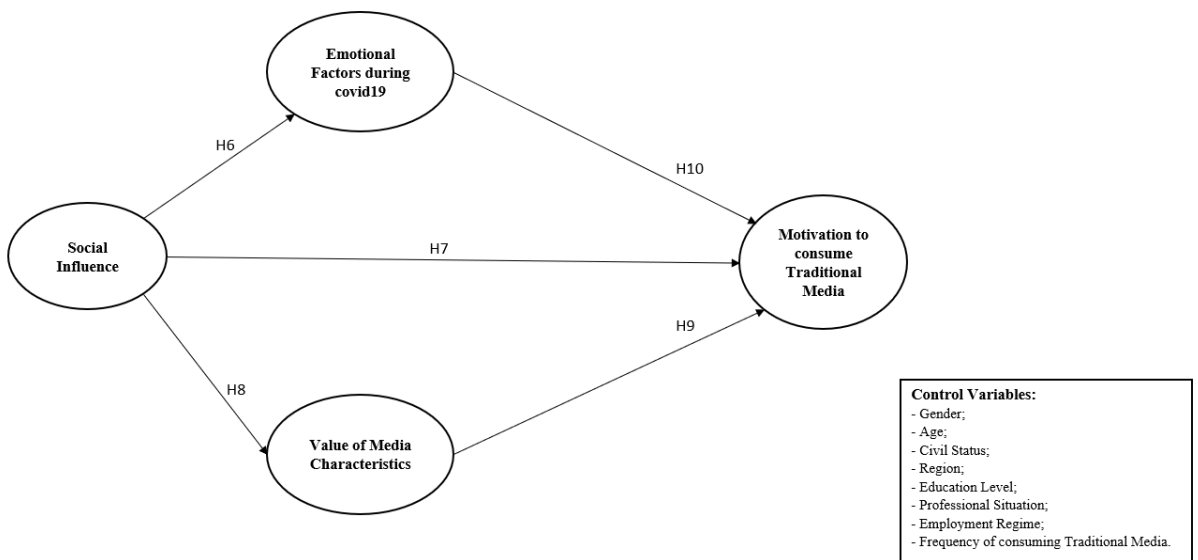 Emotional
Factors during
covid19
H6
H10
Social
Influence
H7
Motivation to
consume
Traditional
Media
H9
H8
Value of Media
Characteristics
Control Variables:
- Gender;
- Age;
- Civil Status;
- Region;
- Education Level;
- Professional Situation;
- Employment Regime;
- Frequency of consuming Traditional Media.